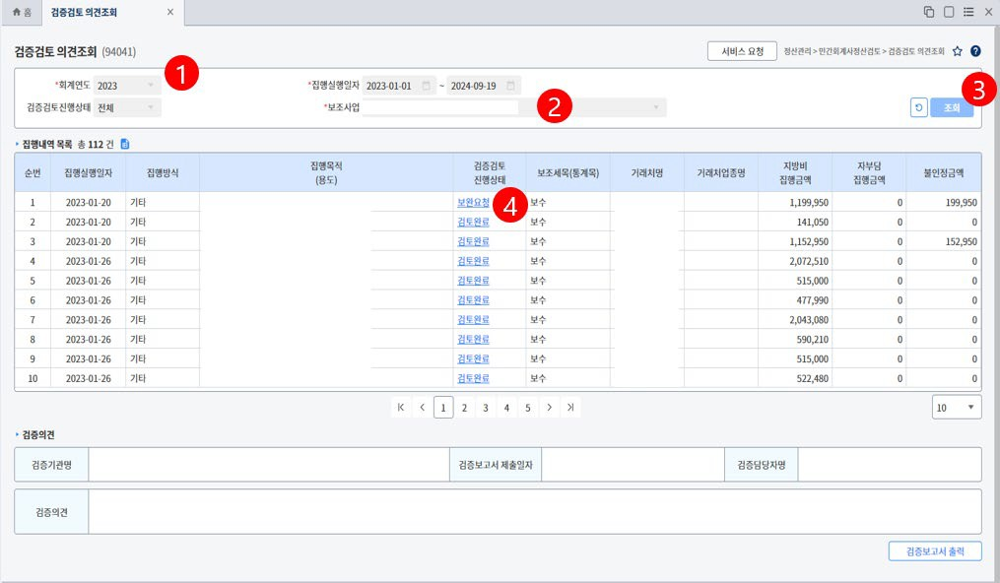 홈 검증검토 의견조회
검증검토 의견조회 (94041) 서비스 요청 정산관리 > 민간회계사정산검토 > 검증검토 의견조회
*회계연도 2023 1 *집행실행일자 2023-01-01 ~ 2024-09-19
검증검토진행상태 전체 *보조사업 2 3 조회
집행내역 목록 총 112 건
순번 집행실행일자 집행방식 집행목적 (용도) 검증검토 진행상태 보조세목(통계목) 거래처명 거래처업종명 지방비 집행금액 자부담 집행금액 불인정금액
1 2023-01-20 기타 보완요청 4 보수 1,199,950 0 199,950
2 2023-01-20 기타 검토완료 보수 141,050 0 0
3 2023-01-20 기타 검토완료 보수 1,152,950 0 152,950
4 2023-01-26 기타 검토완료 보수 2,072,510 0 0
5 2023-01-26 기타 검토완료 보수 515,000 0 0
6 2023-01-26 기타 검토완료 보수 477,990 0 0
7 2023-01-26 기타 검토완료 보수 2,043,080 0 0
8 2023-01-26 기타 검토완료 보수 590,210 0 0
9 2023-01-26 기타 검토완료 보수 515,000 0 0
10 2023-01-26 기타 검토완료 보수 522,480 0 0
1 2 3 4 5 10
검증의견
검증기관명 검증보고서 제출일자 검증담당자명
검증의견
검증보고서 출력